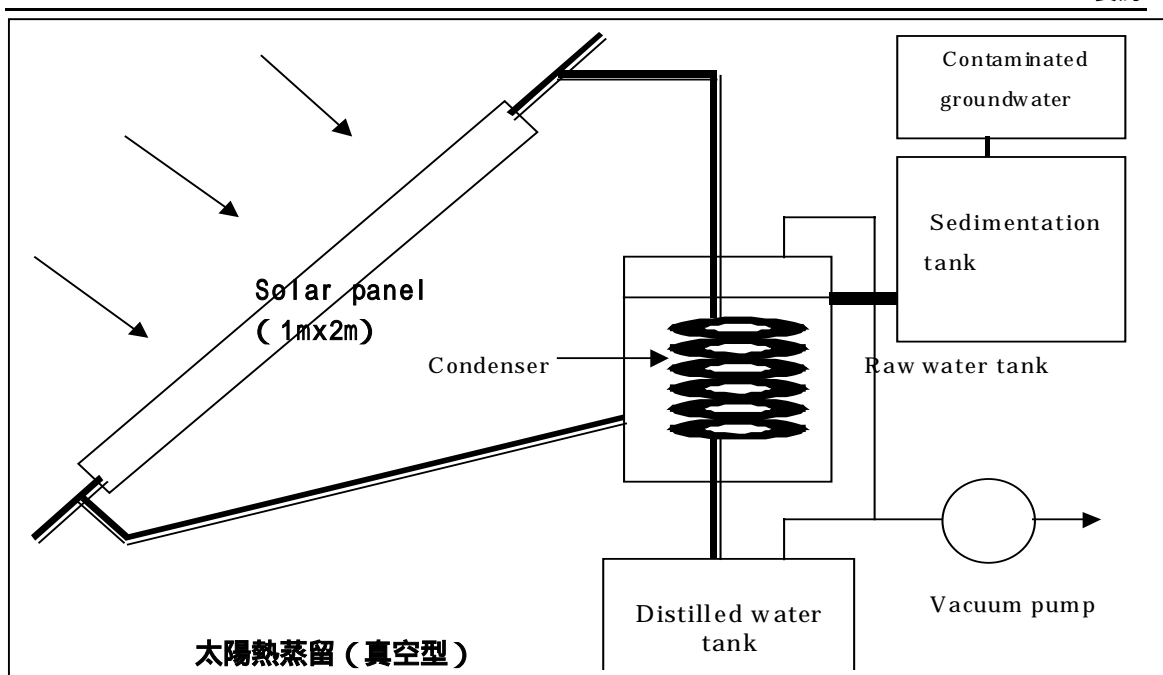 Contaminated
groundwater
Sedimentation
tank
Solar panel
(1mx2m)
Condenser
Raw water tank
Vacuum pump
Distilled water
tank
太陽熱蒸留(真空型)